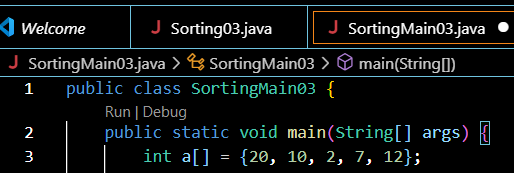 Welcome J Sorting03.java J SortingMain03.java
J SortingMain03.java > SortingMain03 > main(String[])
1 public class SortingMain03 {
Run | Debug
2 public static void main(String[] args) {
3 int a[] = {20, 10, 2, 7, 12};